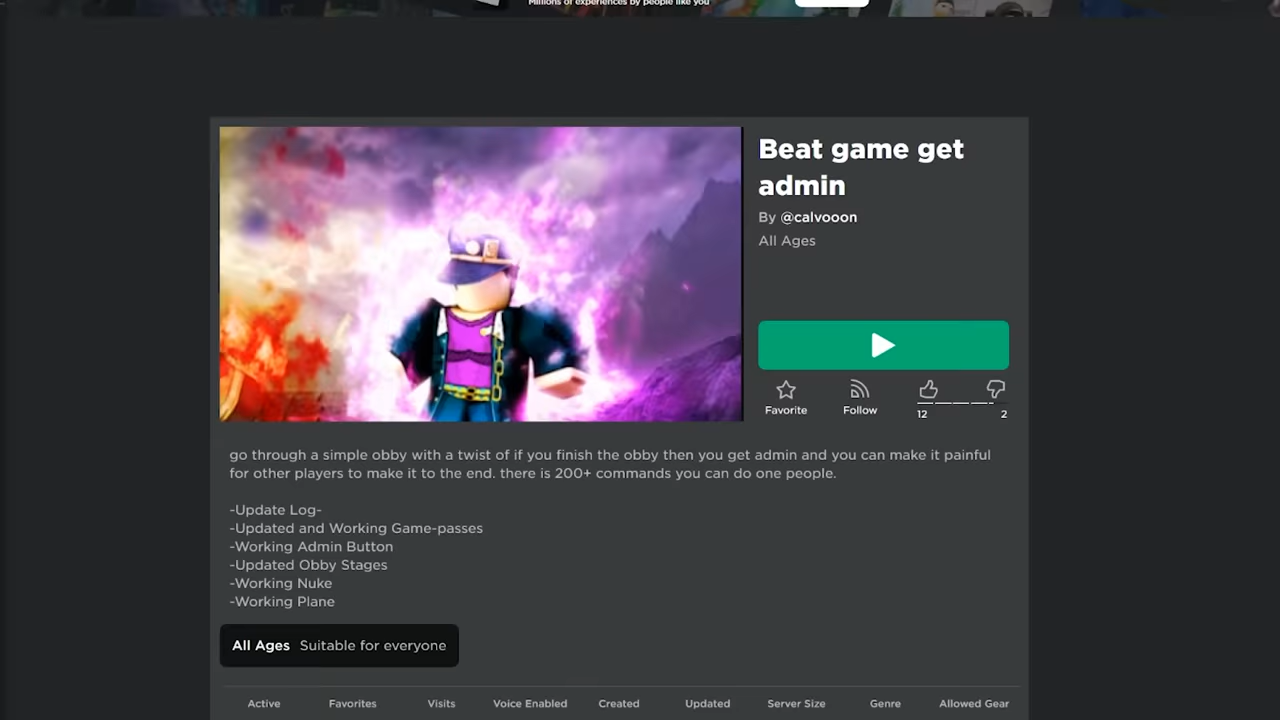 Millions of experiences by people like you
Beat game get
admin
By @calvooon
All Ages
Favorite
Follow
12
2
go through a simple obby with a twist of if you finish the obby then you get admin and you can make it painful
for other players to make it to the end. there is 200+ commands you can do one people.
-Update Log-
-Updated and Working Game-passes
-Working Admin Button
-Updated Obby Stages
-Working Nuke
-Working Plane
All Ages Suitable for everyone
Active Favorites Visits Voice Enabled Created Updated Server Size Genre Allowed Gear